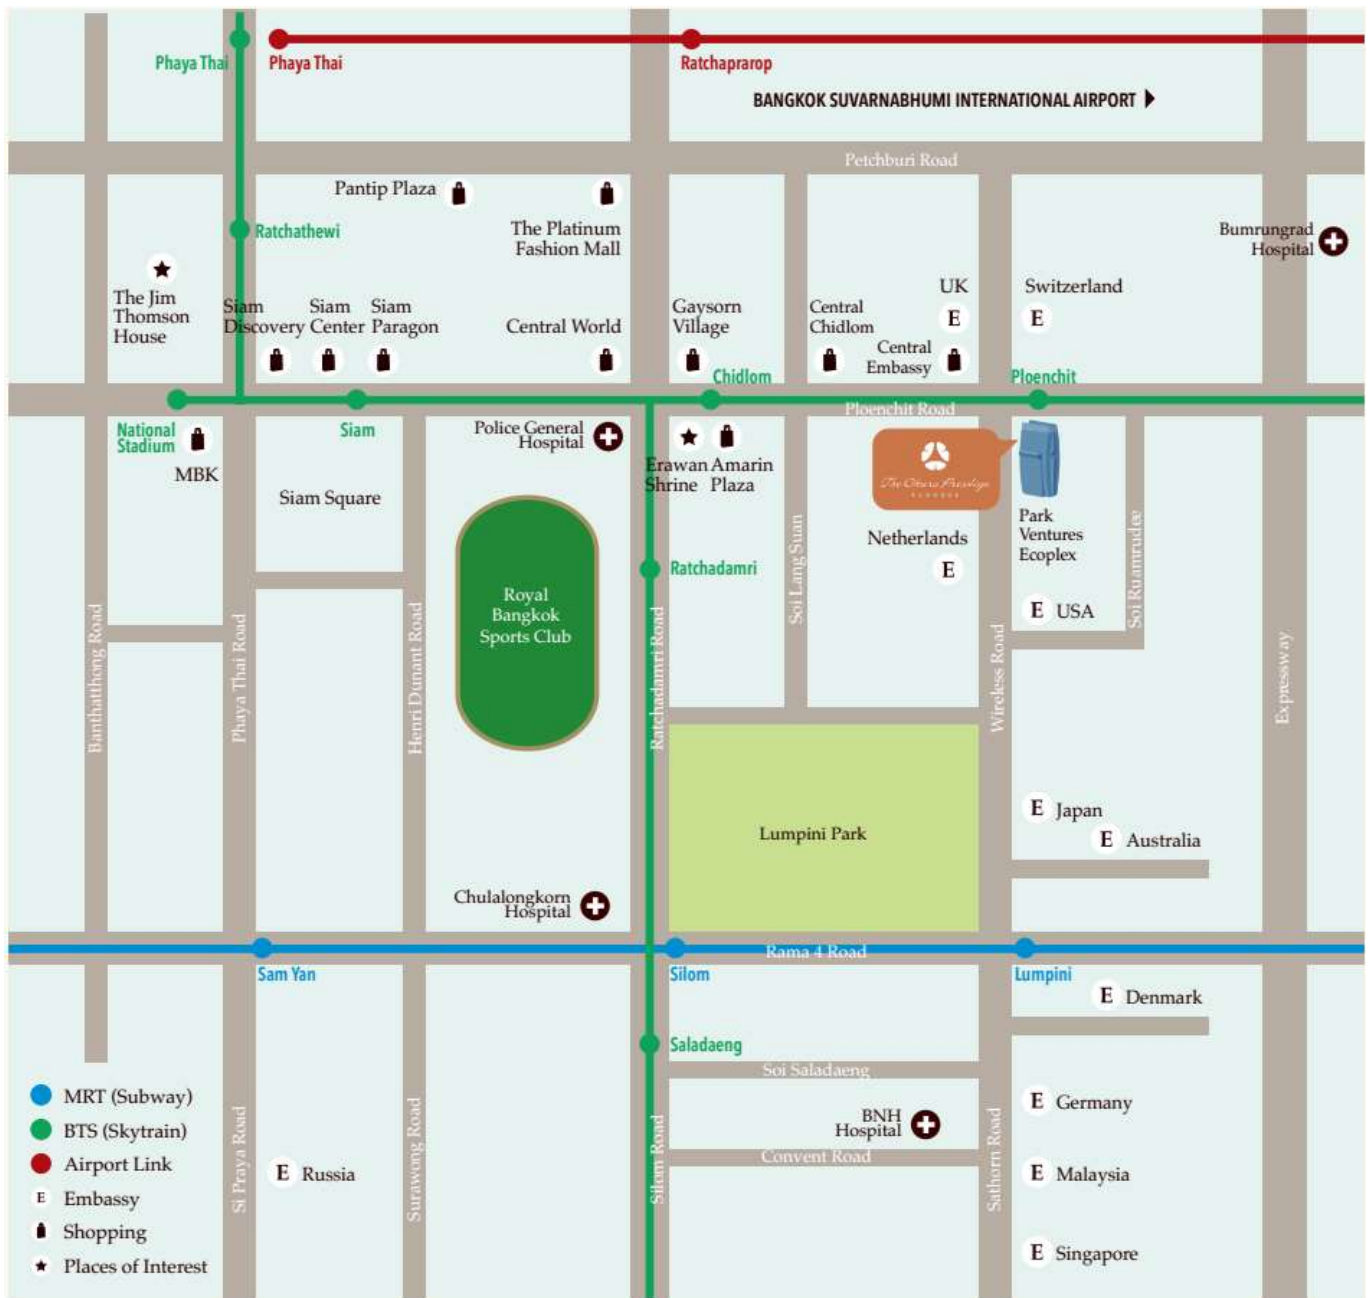 Phaya Thai
Phaya Thai
Ratchaprarop
BANGKOK SUVARNABHUMI INTERNATIONAL AIRPORT
Petchburi Road
Pantip Plaza
The Platinum
Fashion Mall
Ratchathewi
Bumrungrad
Hospital
The Jim
Thomson
House
Siam
Discovery
Siam
Center
Siam
Paragon
Central World
Gaysorn
Village
Central
Chidlom
UK
E
Central
Embassy
Switzerland
E
Chidlom
Ploenchit
Ploenchit Road
National
Stadium
MBK
Siam
Siam Square
Police General
Hospital
Erawan
Shrine
Amarin
Plaza
The Okura Prestige
BANGKOK
Park
Ventures
Ecoplex
Netherlands
E
Ratchadamri
Royal
Bangkok
Sports Club
E USA
Banthatthong Road
Phaya Thai Road
Henri Dunant Road
Ratchadamri Road
Soi Lang Suan
Wireless Road
Soi Ruamrudee
Expressway
Lumpini Park
E Japan
E Australia
Chulalongkorn
Hospital
Rama 4 Road
Sam Yan
Silom
Lumpini
E Denmark
Saladaeng
Soi Saladaeng
BNH
Hospital
Convent Road
E Germany
E Malaysia
E Singapore
E Russia
Si Praya Road
Surawong Road
Silom Road
Sathorn Road
MRT (Subway)
BTS (Skytrain)
Airport Link
E Embassy
Shopping
Places of Interest